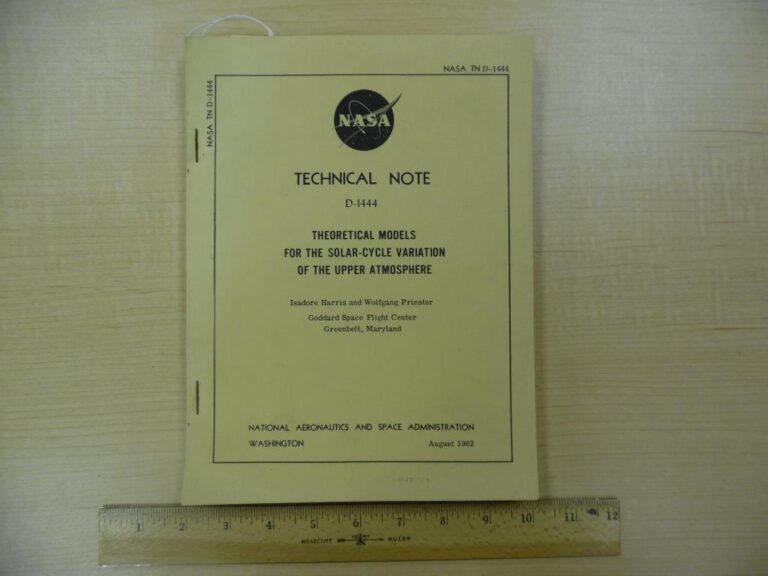 NASA TN D-1444
NASA TN D-1444
NASA
TECHNICAL NOTE
D-1444
THEORETICAL MODELS
FOR THE SOLAR-CYCLE VARIATION
OF THE UPPER ATMOSPHERE
Isadore Harris and Wolfgang Priester
Goddard Space Flight Center
Greenbelt, Maryland
NATIONAL AERONAUTICS AND SPACE ADMINISTRATION
WASHINGTON August 1962
1 2 3 4 5 6 7 8 9 10 11 12
WESTCOTT RULER